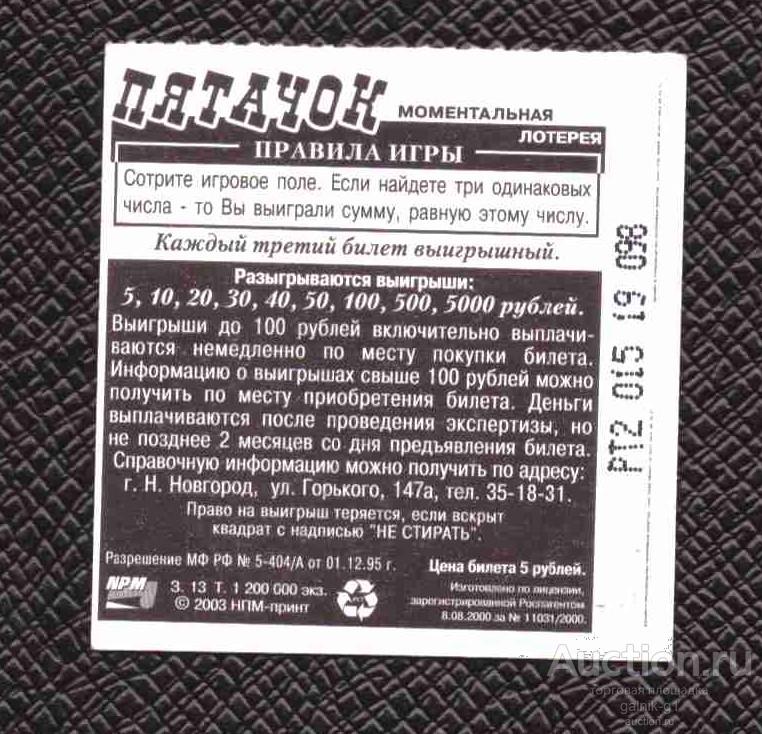 ПЯТАЧОК
МОМЕНТАЛЬНАЯ
ЛОТЕРЕЯ
ПРАВИЛА ИГРЫ
Сотрите игровое поле. Если найдете три одинаковых
числа - то Вы выиграли сумму, равную этому числу.
Каждый третий билет выигрышный.
Разыгрываются выигрыши:
5, 10, 20, 30, 40, 50, 100, 500, 5000 рублей.
Выигрыши до 100 рублей включительно выплачи-
ваются немедленно по месту покупки билета.
Информацию о выигрышах свыше 100 рублей можно
получить по месту приобретения билета. Деньги
выплачиваются после проведения экспертизы, но
не позднее 2 месяцев со дня предъявления билета.
Справочную информацию можно получить по адресу:
г. Н. Новгород, ул. Горького, 147а, тел. 35-18-31.
Право на выигрыш теряется, если вскрыт
квадрат с надписью "НЕ СТИРАТЬ".
Разрешение МФ РФ № 5-404/А от 01.12.95 г.
Цена билета 5 рублей.
NPM
З. 13 Т. 1 200 000 экз.
© 2003 НПМ-принт
Изготовлено по лицензии,
зарегистрированной Роспатентом
8.08.2000 за № 11031/2000.
РТ2 015 19 098
Auction.ru
торговая площадка
galnik-g1
auction.ru